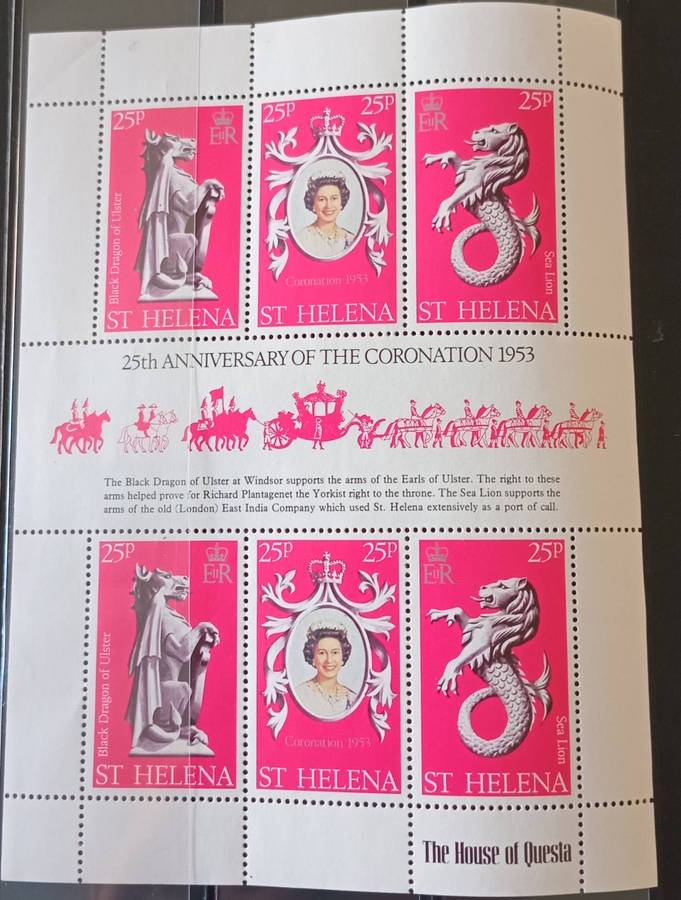 25p EIIR 25p 25p EIIR 25p
Black Dragon of Ulster
Coronation 1953
Sea Lion
ST HELENA ST HELENA ST HELENA
25th ANNIVERSARY OF THE CORONATION 1953
The Black Dragon of Ulster at Windsor supports the arms of the Earls of Ulster. The right to these
arms helped prove for Richard Plantagenet the Yorkist right to the throne. The Sea Lion supports the
arms of the old (London) East India Company which used St. Helena extensively as a port of call.
25p EIIR 25p 25p EIIR 25p
Black Dragon of Ulster
Coronation 1953
Sea Lion
ST HELENA ST HELENA ST HELENA
The House of Questa